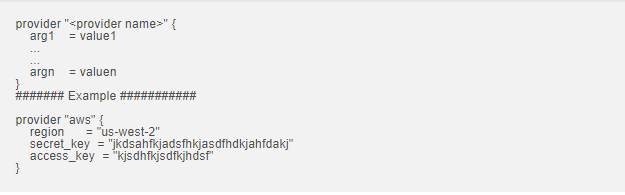 provider "<provider name>" {
arg1 = value1
...
...
argn = valuen
}
####### Example ###########
provider "aws" {
region = "us-west-2"
secret_key = "jkdsahfkjadsfhkjasdfhdkjahfdakj"
access_key = "kjsdhfkjsdfkjhdsf"
}